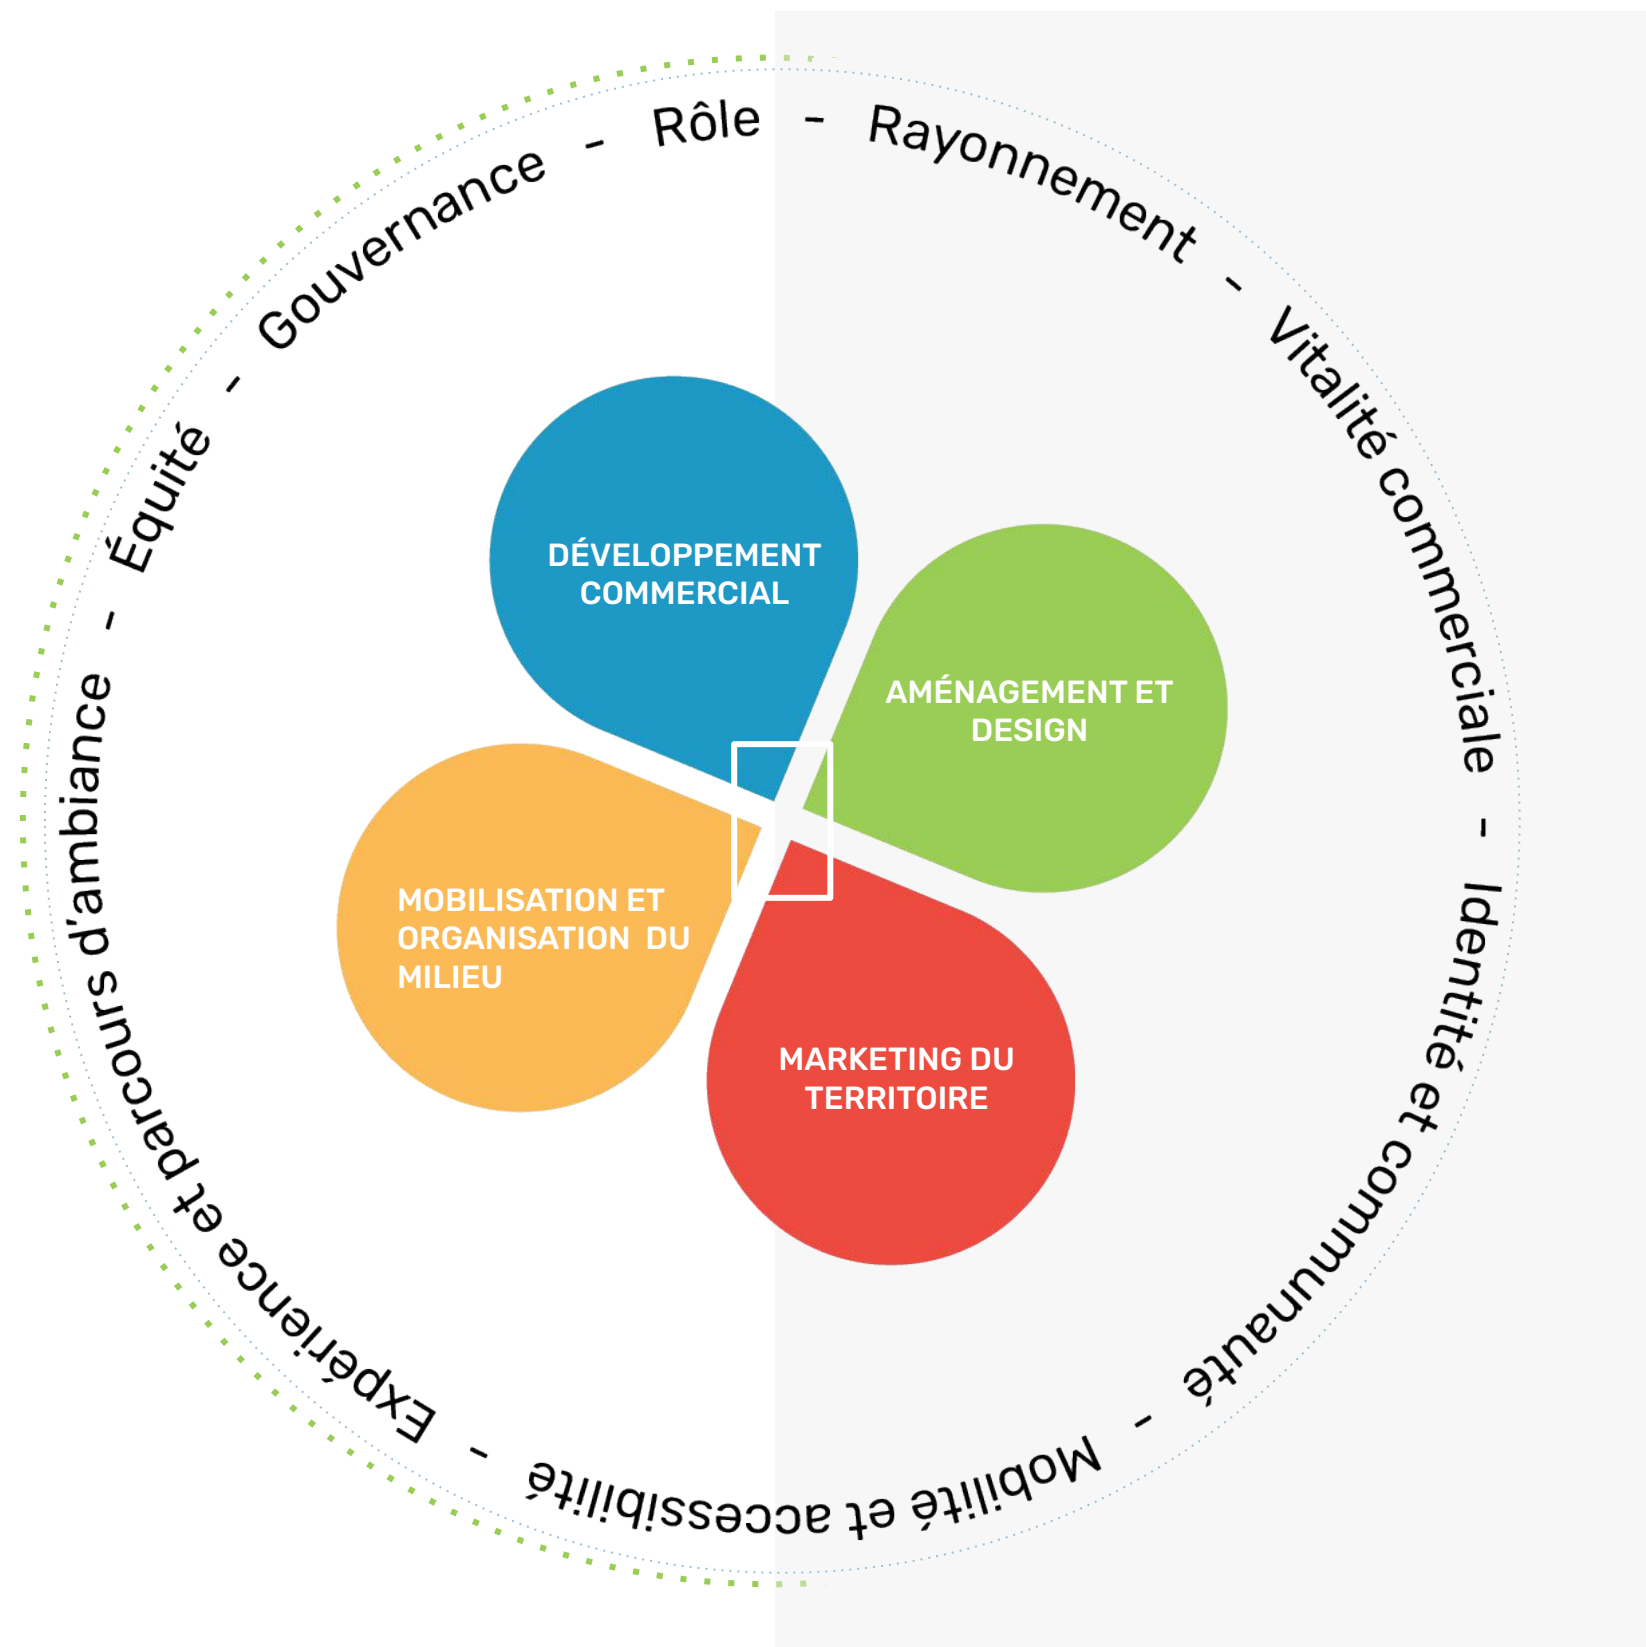 Rôle - Rayonnement - Vitalité commerciale - Identité et communauté - Mobilité et accessibilité - Expérience et parcours d'ambiance - Équité - Gouvernance -
DÉVELOPPEMENT
COMMERCIAL
AMÉNAGEMENT ET
DESIGN
MOBILISATION ET
ORGANISATION DU
MILIEU
MARKETING DU
TERRITOIRE